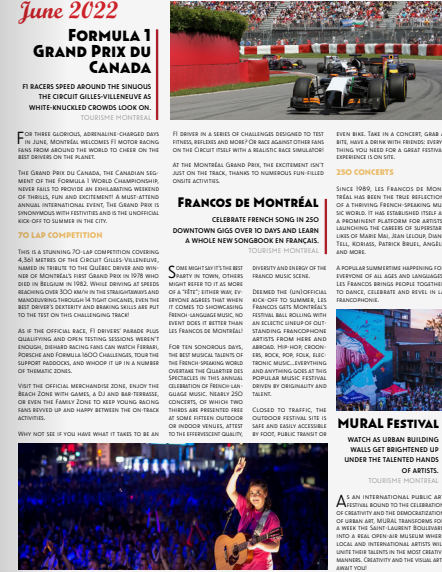 June 2022
Formula 1
Grand Prix du
Canada
F1 racers speed around the sinuous
the Circuit Gilles-Villeneuve as
white-knuckled crowds look on.
Tourisme Montreal
For three glorious, adrenaline-charged days
in June, Montréal welcomes F1 motor racing
fans from around the world to cheer on the
best drivers on the planet.
The Grand Prix du Canada, the Canadian seg-
ment of the Formula 1 World Championship,
never fails to provide an exhilarating weekend
of thrills, fun and excitement! A must-attend
annual international event, the Grand Prix is
synonymous with festivities and is the unofficial
kick-off to summer in the city.
70 lap competition
This is a stunning 70-lap competition covering
4,361 metres of the Circuit Gilles-Villeneuve,
named in tribute to the Québec driver and win-
ner of Montréal's first Grand Prix in 1978 who
died in Belgium in 1982. While driving at speeds
reaching over 300 km/h in the straightaways and
manoeuvring through 14 tight chicanes, even the
best driver's dexterity and braking skills are put
to the test on this challenging track!
As if the official race, F1 drivers' parade plus
qualifying and open testing sessions weren't
enough, diehard racing fans can watch Ferrari,
Porsche and Formula 1600 Challenges, tour the
support paddocks, and whoop it up in a number
of thematic zones.
Visit the official merchandise zone, enjoy the
Beach Zone with games, a DJ and bar-terrasse,
or even the Family Zone to keep young racing
fans revved up and happy between the on-track
activities.
Why not see if you have what it takes to be an
F1 driver in a series of challenges designed to test
fitness, reflexes and more? Or race against other fans
on the Circuit itself with a realistic race simulator!
At the Montréal Grand Prix, the excitement isn't
just on the track, thanks to numerous fun-filled
onsite activities.
Francos de Montréal
Celebrate French song in 250
downtown gigs over 10 days and learn
a whole new songbook en français.
Tourisme Montreal
Some might say it's the best
party in town, others
might refer to it as more
of a "fête"; either way, ev-
eryone agrees that when
it comes to showcasing
French-language music, no
event does it better than
Les Francos de Montréal!
For ten sonorous days,
the best musical talents of
the French-speaking world
overtake the Quartier des
Spectacles in this annual
celebration of French-lan-
guage music. Nearly 250
concerts, of which two
thirds are presented free
at some fifteen outdoor
or indoor venues, attest
to the effervescent quality,
diversity and energy of the
Franco music scene.
Deemed the (un)official
kick-off to summer, Les
Francos gets Montréal's
festival ball rolling with
an eclectic lineup of out-
standing francophone
artists from here and
abroad. Hip hop, croon-
ers, rock, pop, folk, elec-
tronic music...everything
and anything goes at this
popular music festival
driven by originality and
talent.
Closed to traffic, the
outdoor festival site is
safe and easily accessible
by foot, public transit or
even bike. Take in a concert, grab a
bite, have a drink with friends: every-
thing you need for a great festival
experience is on site.
250 concerts
Since 1989, Les Francos de Mon-
tréal has been the true reflection
of a thriving French-speaking mu-
sic world. It has established itself as
a prominent platform for artists,
launching the careers of superstars
likes of Marie Mai, Jean Leloup, Daniel
Tell, Koriass, Patrick Bruel, Angèle
and more.
A popular summertime happening for
everyone of all ages and languages,
Les Francos brings people together
to dance, celebrate and revel in la
Francophonie.
Mural Festival
Watch as urban building
walls get brightened up
under the talented hands
of artists.
Tourisme Montreal
As an international public art
festival bound to the celebration
of creativity and the democratization
of urban art, MURAL transforms for
a week the Saint-Laurent Boulevard
into a real open-air museum where
local and international artists will
unite their talents in the most creative
manners. Creativity and the visual arts
await you!